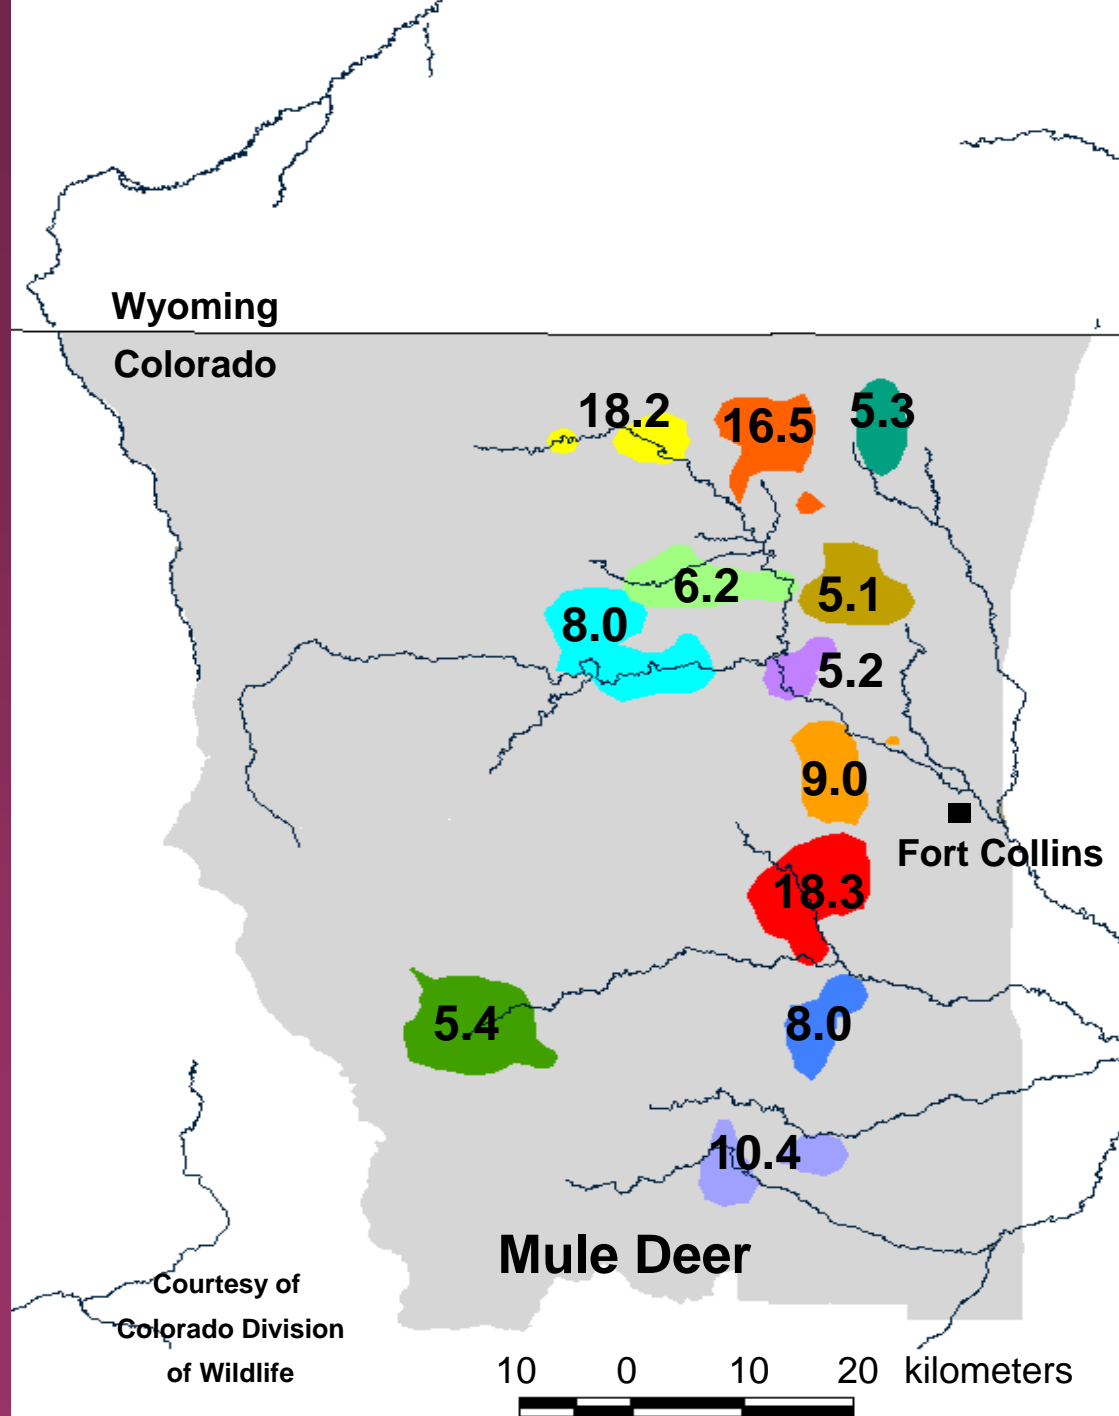 Wyoming
Colorado
18.2
16.5
5.3
6.2
5.1
8.0
5.2
9.0
Fort Collins
18.3
5.4
8.0
10.4
Mule Deer
Courtesy of
Colorado Division
of Wildlife
10 0 10 20 kilometers